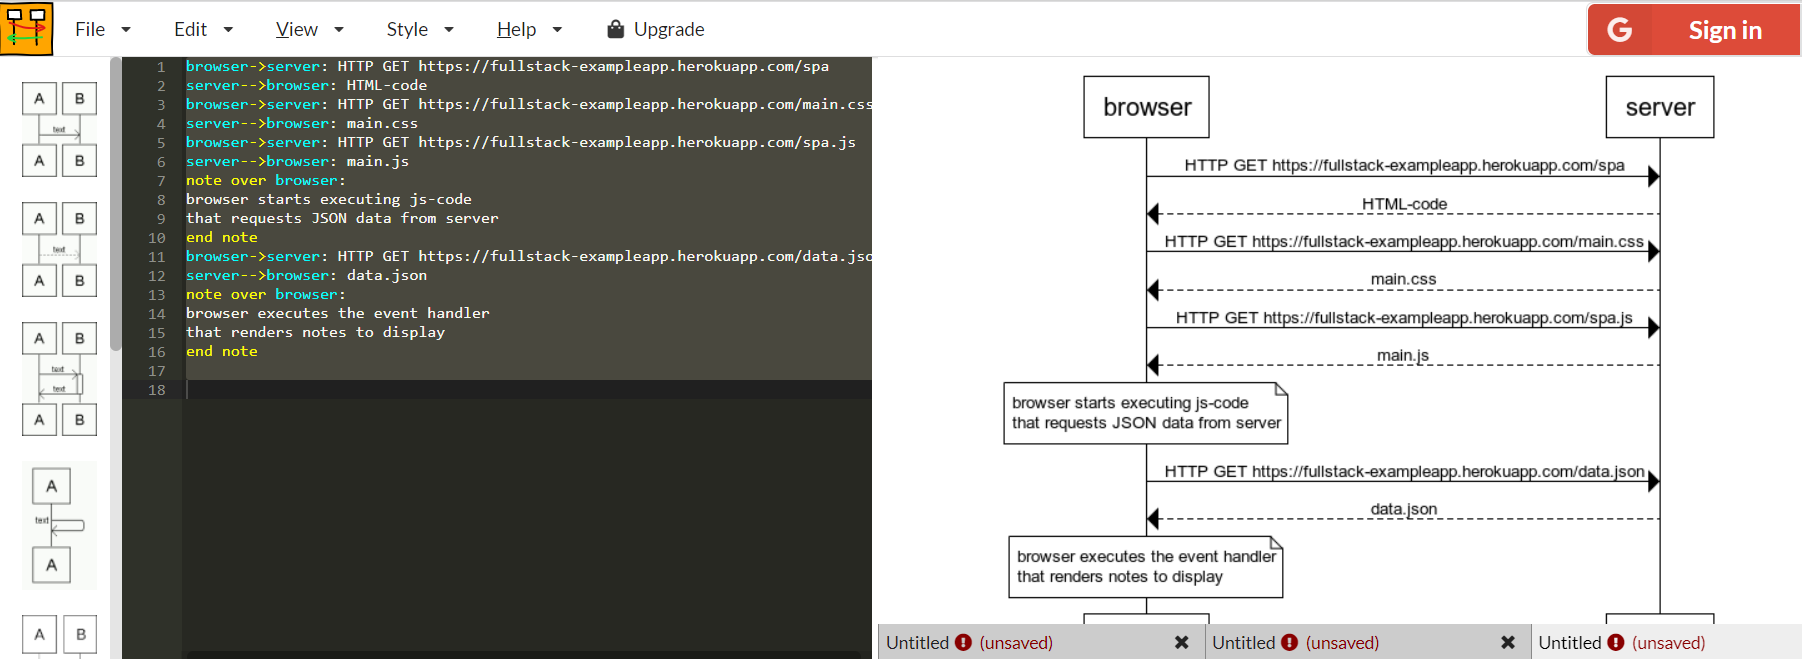 File Edit View Style Help Upgrade
Sign in
A B
text
A B
A B
text
A B
A B
text
text
A B
A
text
A
A B
1 browser->server: HTTP GET https://fullstack-exampleapp.herokuapp.com/spa
2 server-->browser: HTML-code
3 browser->server: HTTP GET https://fullstack-exampleapp.herokuapp.com/main.css
4 server-->browser: main.css
5 browser->server: HTTP GET https://fullstack-exampleapp.herokuapp.com/spa.js
6 server-->browser: main.js
7 note over browser:
8 browser starts executing js-code
9 that requests JSON data from server
10 end note
11 browser->server: HTTP GET https://fullstack-exampleapp.herokuapp.com/data.jso
12 server-->browser: data.json
13 note over browser:
14 browser executes the event handler
15 that renders notes to display
16 end note
17
18
browser server
HTTP GET https://fullstack-exampleapp.herokuapp.com/spa
HTML-code
HTTP GET https://fullstack-exampleapp.herokuapp.com/main.css
main.css
HTTP GET https://fullstack-exampleapp.herokuapp.com/spa.js
main.js
browser starts executing js-code
that requests JSON data from server
HTTP GET https://fullstack-exampleapp.herokuapp.com/data.json
data.json
browser executes the event handler
that renders notes to display
Untitled (unsaved) Untitled (unsaved) Untitled (unsaved)